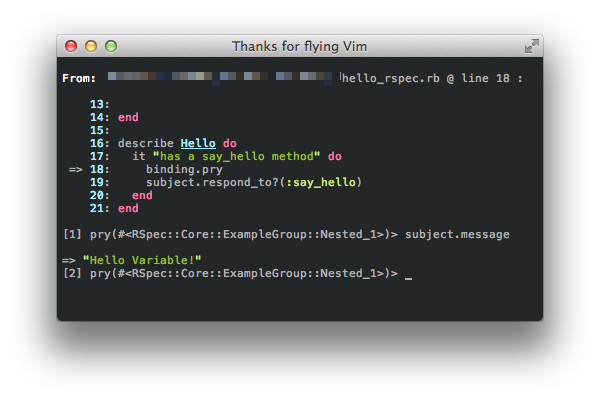 Thanks for flying Vim
From: hello_rspec.rb @ line 18 :
13:
14: end
15:
16: describe Hello do
17:   it "has a say_hello method" do
=> 18:     binding.pry
19:     subject.respond_to?(:say_hello)
20:   end
21: end
[1] pry(#<RSpec::Core::ExampleGroup::Nested_1>)> subject.message
=> "Hello Variable!"
[2] pry(#<RSpec::Core::ExampleGroup::Nested_1>)> _